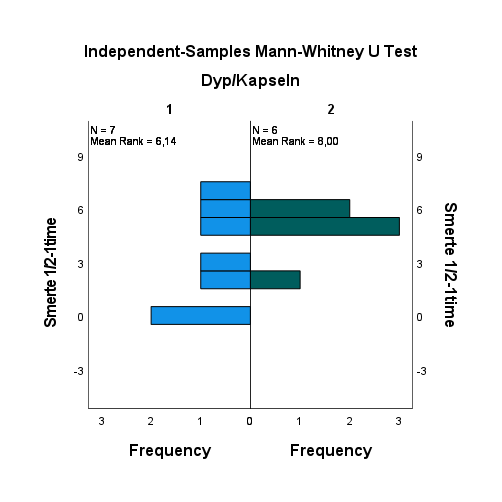 Independent-Samples Mann-Whitney U Test
Dyp/Kapseln
1 2
N = 7 N = 6
Mean Rank = 6,14 Mean Rank = 8,00
9 9
6 6
3 3
0 0
-3 -3
Smerte 1/2-1time Smerte 1/2-1time
3 2 1 0 1 2 3
Frequency Frequency